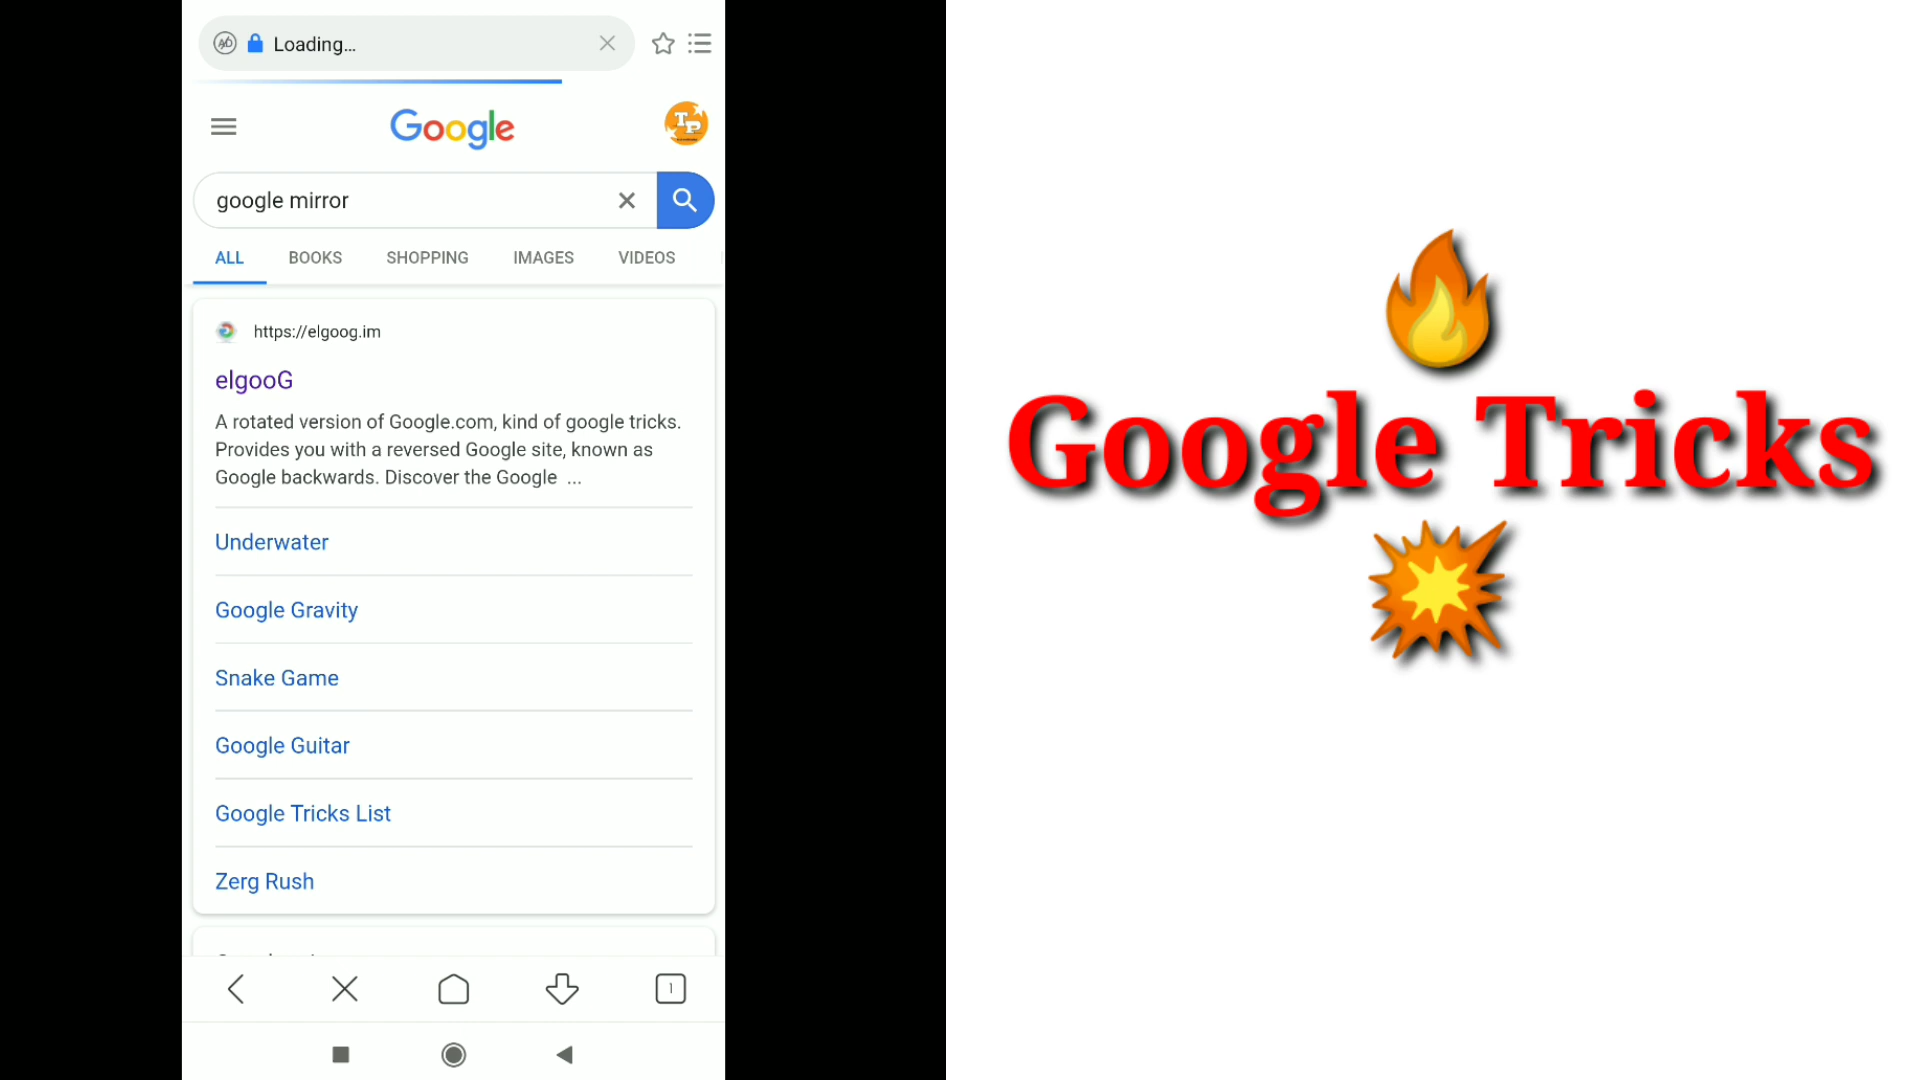 Loading...
Google
TP
google mirror
ALL BOOKS SHOPPING IMAGES VIDEOS
https://elgoog.im
elgooG
A rotated version of Google.com, kind of google tricks.
Provides you with a reversed Google site, known as
Google backwards. Discover the Google ...
Underwater
Google Gravity
Snake Game
Google Guitar
Google Tricks List
Zerg Rush
1
Google Tricks